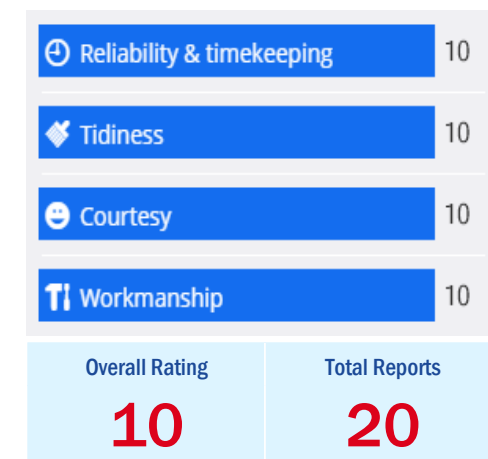 Reliability & timekeeping 10
Tidiness 10
Courtesy 10
Workmanship 10
Overall Rating Total Reports
10 20